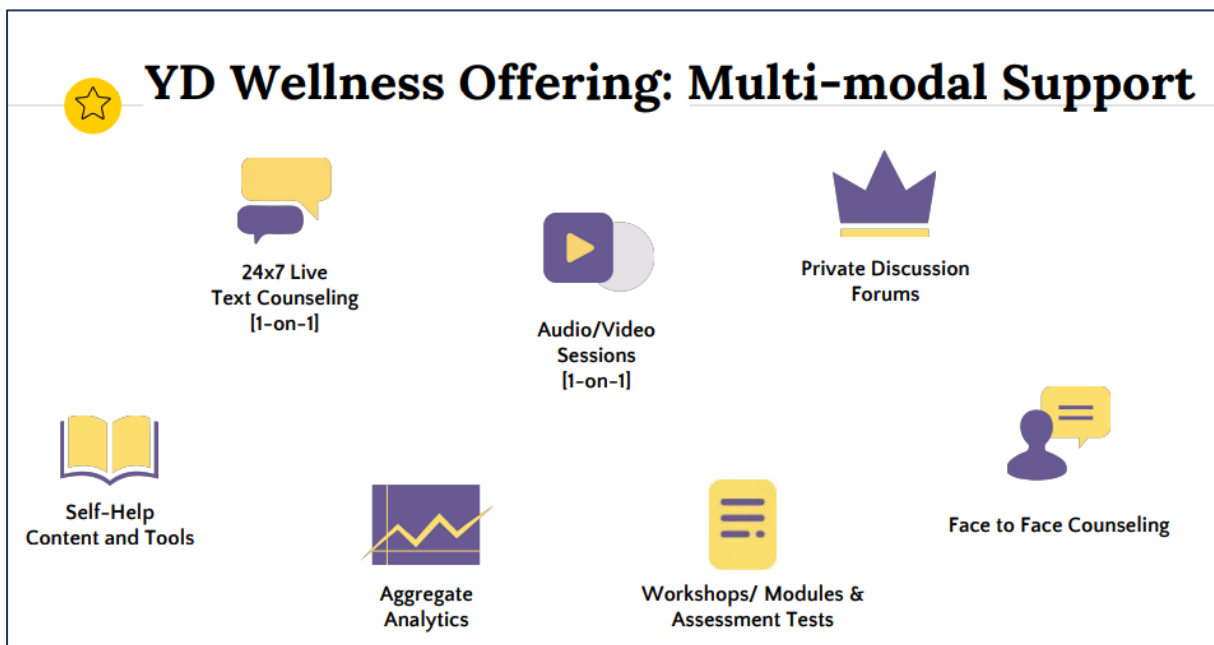 YD Wellness Offering: Multi-modal Support
24x7 Live
Text Counseling
[1-on-1]
Audio/Video
Sessions
[1-on-1]
Private Discussion
Forums
Self-Help
Content and Tools
Aggregate
Analytics
Workshops/ Modules &
Assessment Tests
Face to Face Counseling